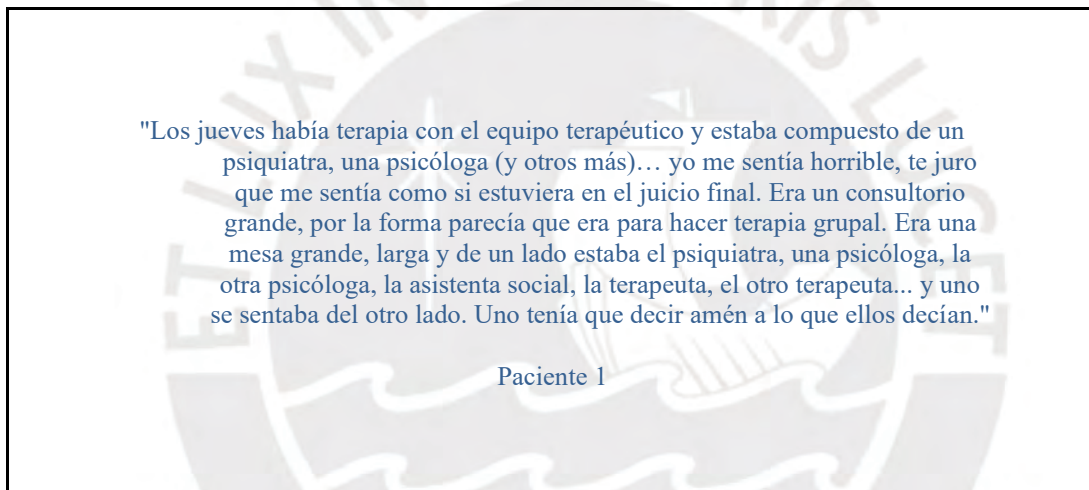 "Los jueves había terapia con el equipo terapéutico y estaba compuesto de un
psiquiatra, una psicóloga (y otros más)… yo me sentía horrible, te juro
que me sentía como si estuviera en el juicio final. Era un consultorio
grande, por la forma parecía que era para hacer terapia grupal. Era una
mesa grande, larga y de un lado estaba el psiquiatra, una psicóloga, la
otra psicóloga, la asistenta social, la terapeuta, el otro terapeuta... y uno
se sentaba del otro lado. Uno tenía que decir amén a lo que ellos decían."
Paciente 1